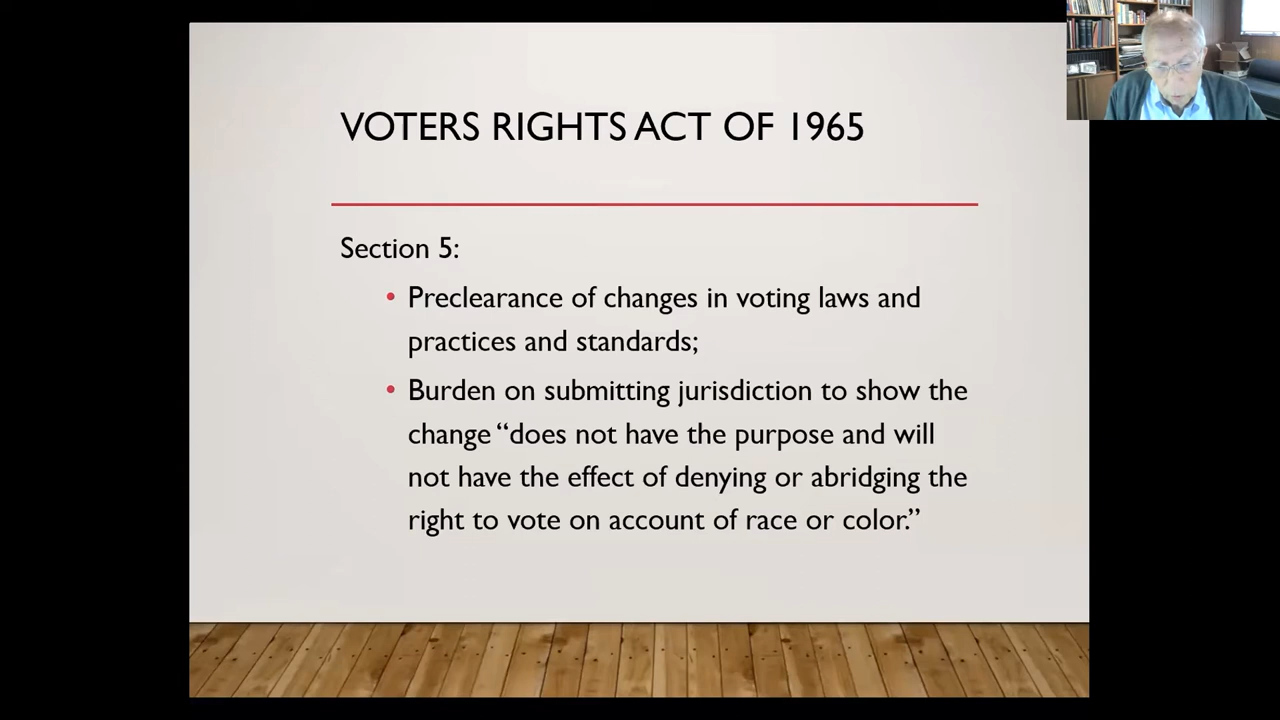 VOTERS RIGHTS ACT OF 1965
Section 5:
• Preclearance of changes in voting laws and
practices and standards;
• Burden on submitting jurisdiction to show the
change “does not have the purpose and will
not have the effect of denying or abridging the
right to vote on account of race or color.”